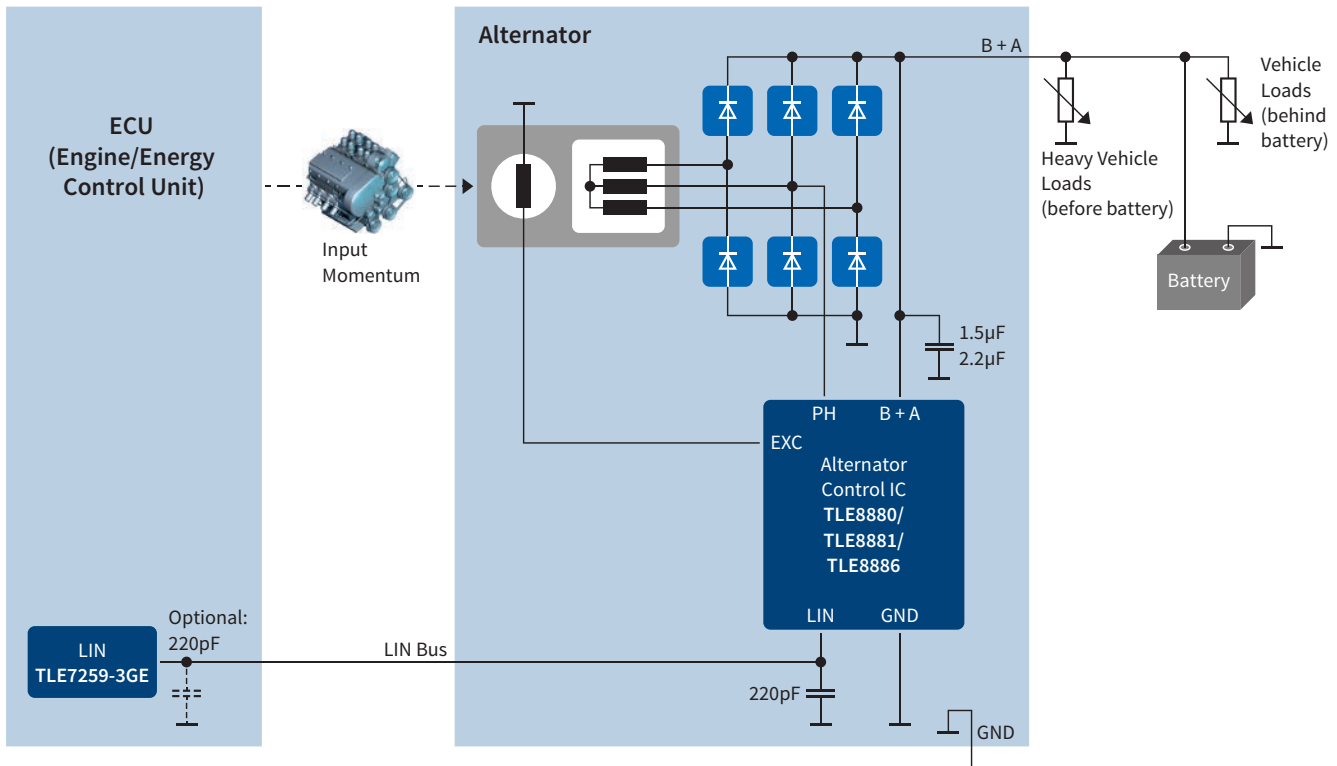 Alternator
B + A
ECU
(Engine/Energy
Control Unit)
Input
Momentum
Heavy Vehicle
Loads
(before battery)
Vehicle
Loads
(behind
battery)
Battery
1.5µF
2.2µF
PH
B + A
EXC
Alternator
Control IC
TLE8880/
TLE8881/
TLE8886
LIN
GND
Optional:
220pF
LIN
TLE7259-3GE
LIN Bus
220pF
GND